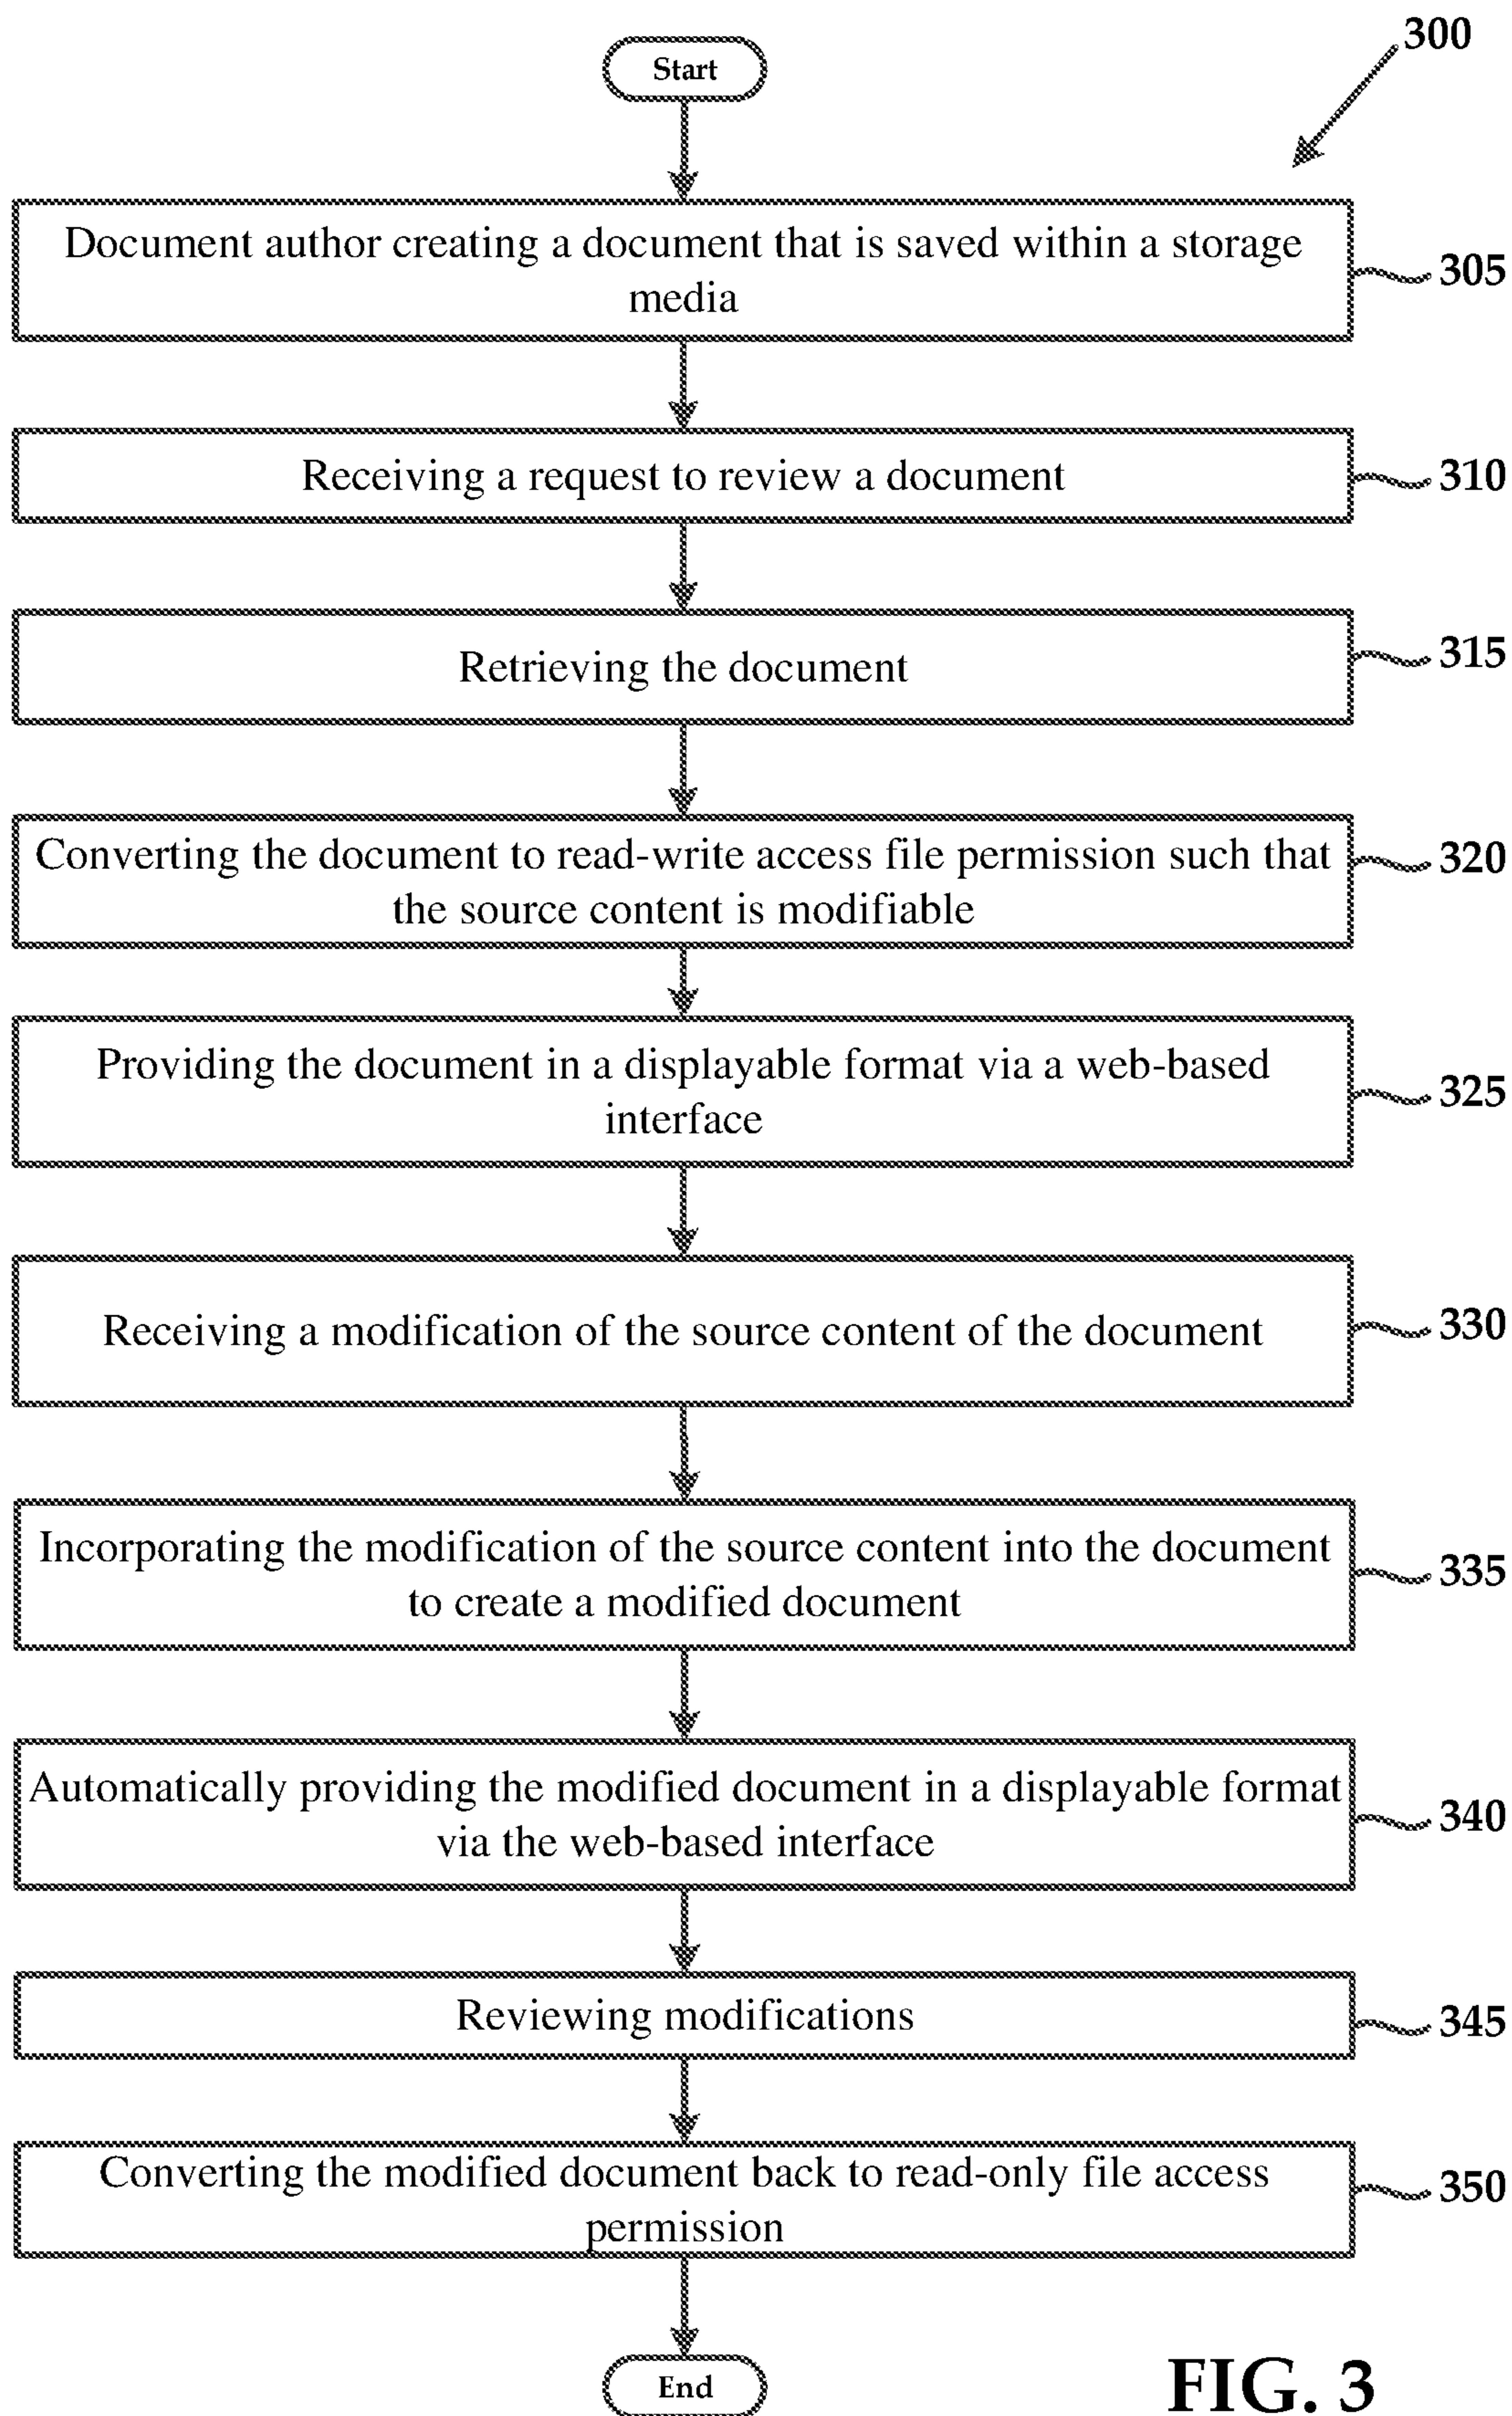 300
Start
Document author creating a document that is saved within a storage
media
305
Receiving a request to review a document
310
Retrieving the document
315
Converting the document to read-write access file permission such that
the source content is modifiable
320
Providing the document in a displayable format via a web-based
interface
325
Receiving a modification of the source content of the document
330
Incorporating the modification of the source content into the document
to create a modified document
335
Automatically providing the modified document in a displayable format
via the web-based interface
340
Reviewing modifications
345
Converting the modified document back to read-only file access
permission
350
End
FIG. 3